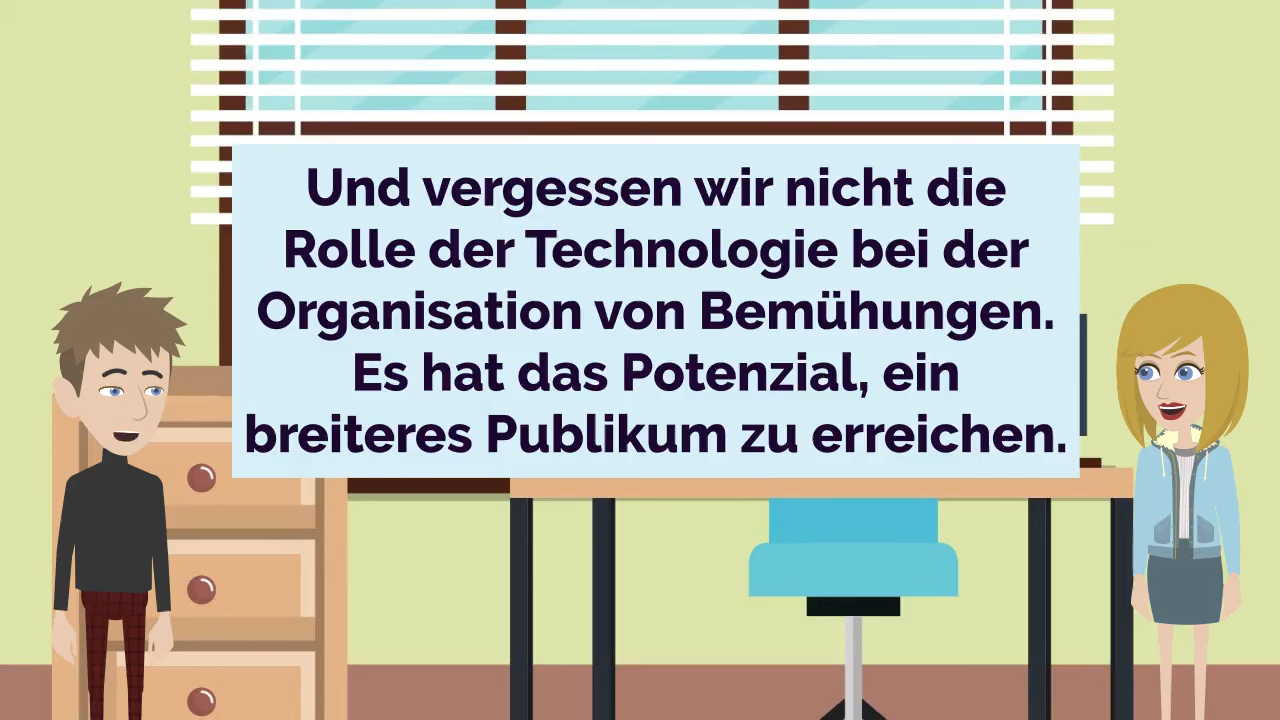 Und vergessen wir nicht die
Rolle der Technologie bei der
Organisation von Bemühungen.
Es hat das Potenzial, ein
breiteres Publikum zu erreichen.